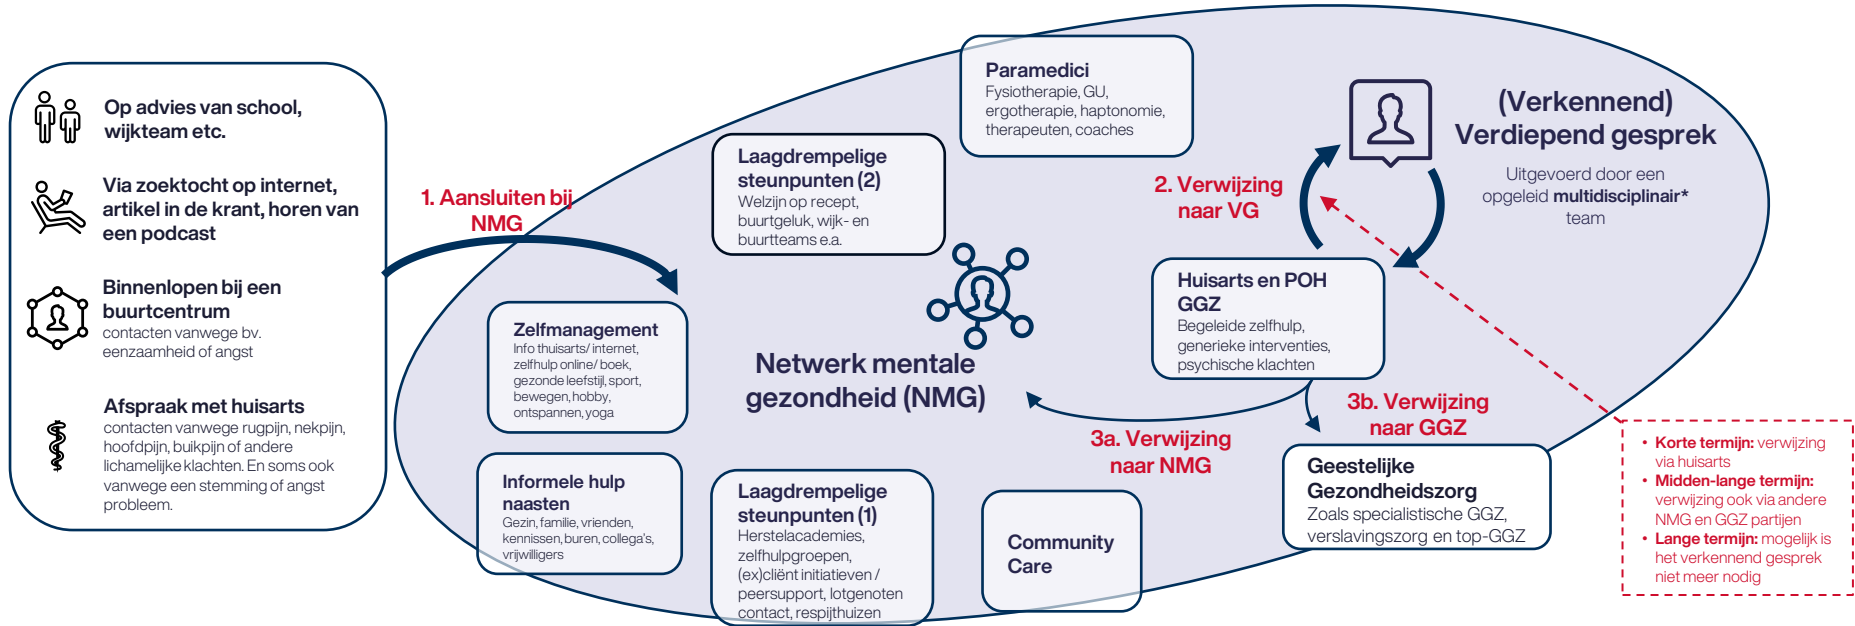 Op advies van school,
wijkteam etc.
Via zoektocht op internet,
artikel in de krant, horen van
een podcast
Binnenlopen bij een
buurtcentrum
contacten vanwege bv.
eenzaamheid of angst
Afspraak met huisarts
contacten vanwege rugpijn, nekpijn,
hoofdpijn, buikpijn of andere
lichamelijke klachten. En soms ook
vanwege een stemming of angst
probleem.
1. Aansluiten bij
NMG
Zelfmanagement
Info thuisarts/ internet,
zelfhulp online/ boek,
gezonde leefstijl, sport,
bewegen, hobby,
ontspannen, yoga
Informele hulp
naasten
Gezin, familie, vrienden,
kennissen, buren, collega's,
vrijwilligers
Laagdrempelige
steunpunten (2)
Welzijn op recept,
buurtgeluk, wijk- en
buurtteams e.a.
Netwerk mentale
gezondheid (NMG)
Laagdrempelige
steunpunten (1)
Herstelacademies,
zelfhulpgroepen,
(ex)cliënt initiatieven /
peersupport, lotgenoten
contact, respijthuizen
Paramedici
Fysiotherapie, GU,
ergotherapie, haptonomie,
therapeuten, coaches
Community
Care
2. Verwijzing
naar VG
(Verkennend)
Verdiepend gesprek
Uitgevoerd door een
opgeleid multidisciplinair*
team
Huisarts en POH
GGZ
Begeleide zelfhulp,
generieke interventies,
psychische klachten
3a. Verwijzing
naar NMG
3b. Verwijzing
naar GGZ
Geestelijke
Gezondheidszorg
Zoals specialistische GGZ,
verslavingszorg en top-GGZ
• Korte termijn: verwijzing
via huisarts
• Midden-lange termijn:
verwijzing ook via andere
NMG en GGZ partijen
• Lange termijn: mogelijk is
het verkennend gesprek
niet meer nodig